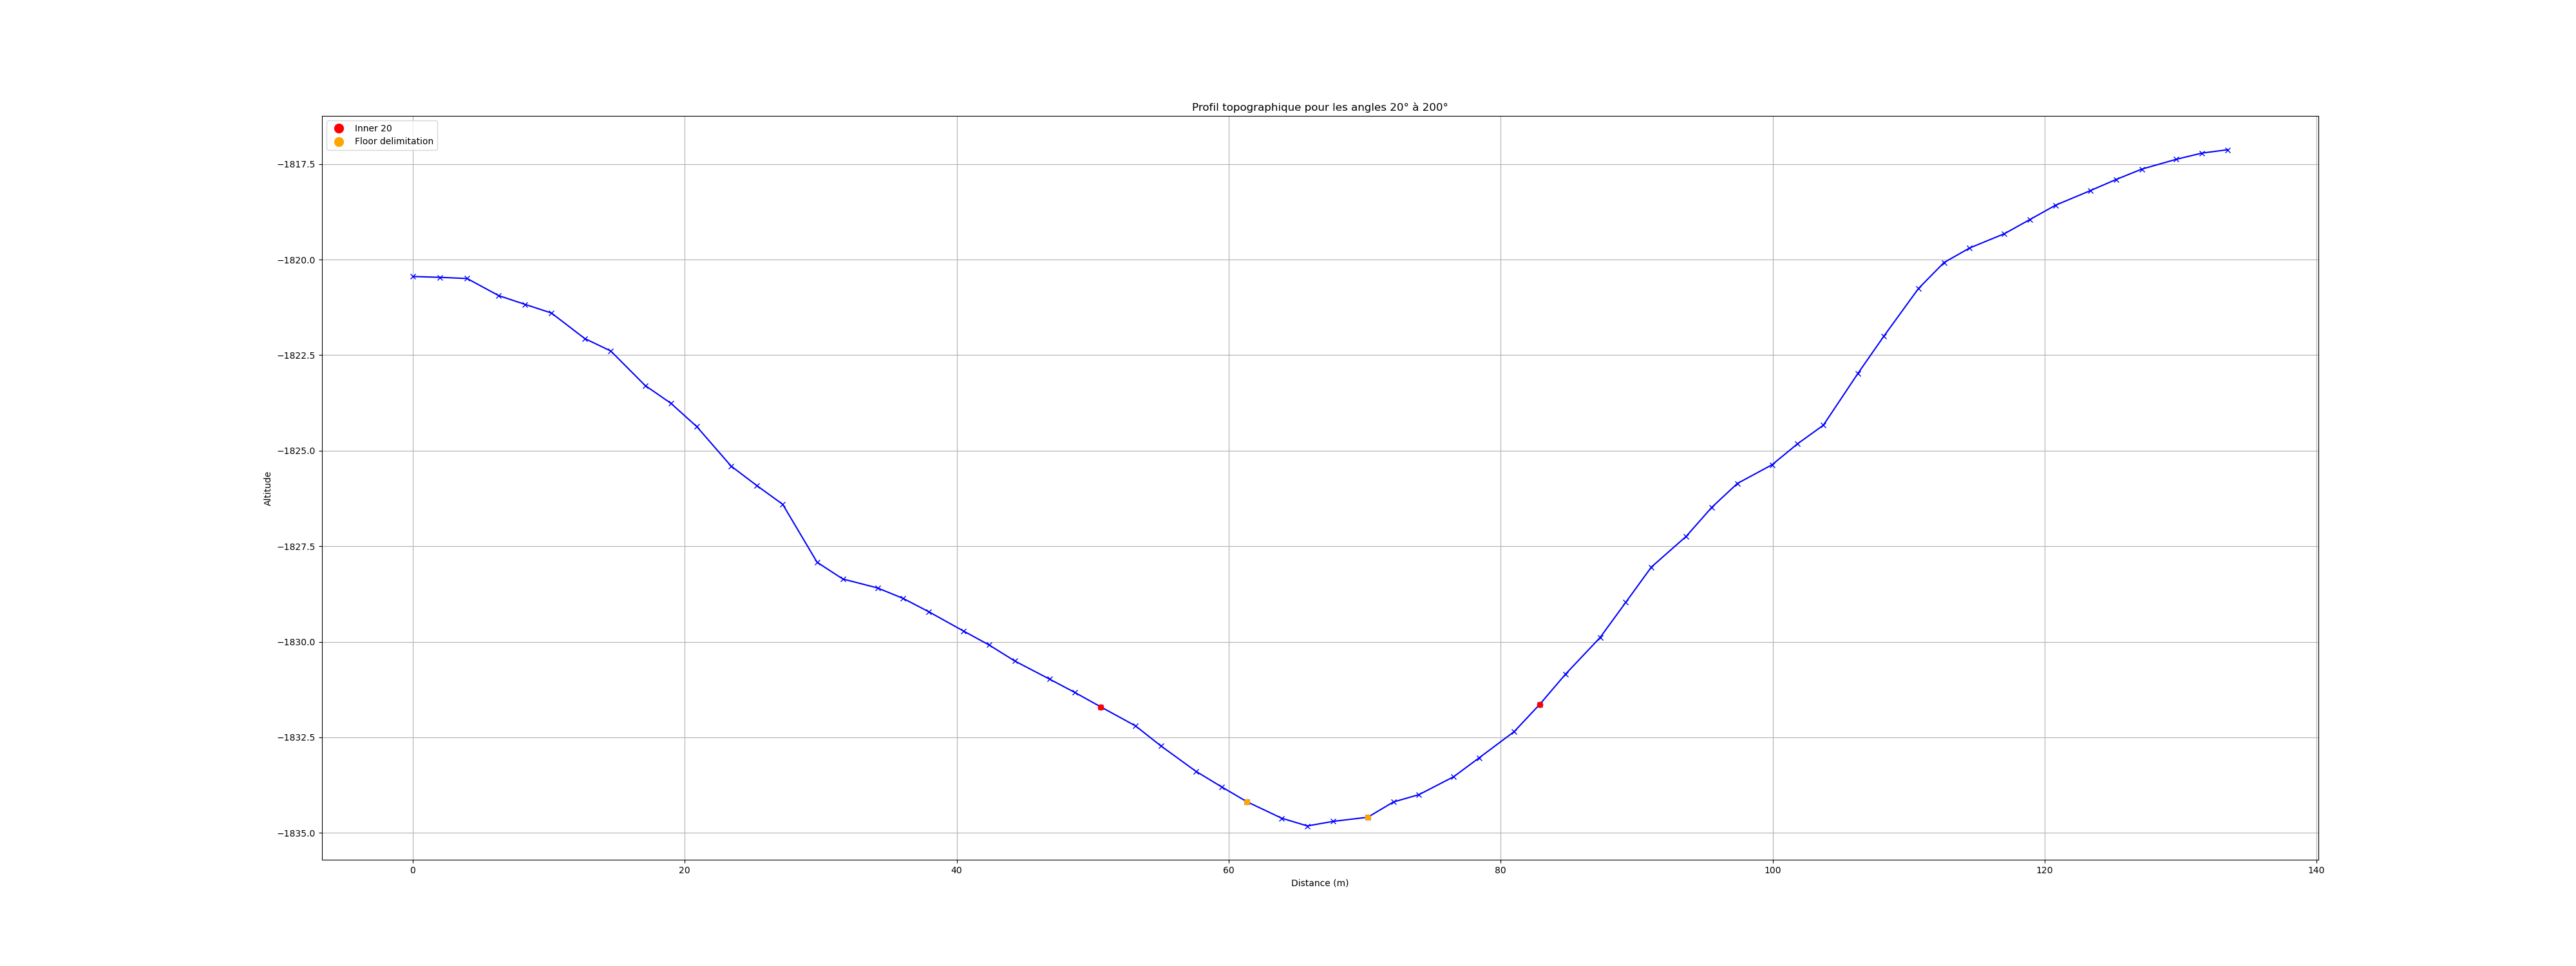 Profil topographique pour les angles 20° à 200°
Inner 20
Floor delimitation
−1817.5
−1820.0
−1822.5
−1825.0
−1827.5
−1830.0
−1832.5
−1835.0
Altitude
0 20 40 60 80 100 120 140
Distance (m)